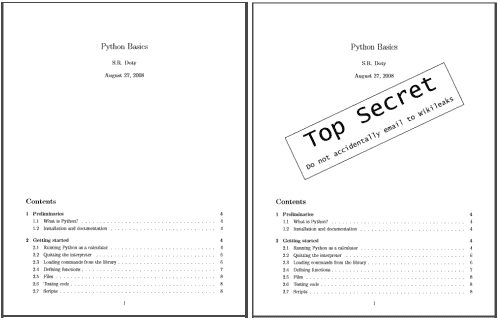 Python Basics
S.R. Doty
August 27, 2008
Contents
1 Preliminaries 4
1.1 What is Python? 4
1.2 Installation and documentation 4
2 Getting started 4
2.1 Running Python as a calculator 4
2.2 Quitting the interpreter 6
2.3 Loading commands from the library 6
2.4 Defining functions 7
2.5 Files 8
2.6 Testing code 8
2.7 Scripts 8
1
Python Basics
S.R. Doty
August 27, 2008
Top Secret
Do not accidentally email to Wikileaks
Contents
1 Preliminaries 4
1.1 What is Python? 4
1.2 Installation and documentation 4
2 Getting started 4
2.1 Running Python as a calculator 4
2.2 Quitting the interpreter 6
2.3 Loading commands from the library 6
2.4 Defining functions 7
2.5 Files 8
2.6 Testing code 8
2.7 Scripts 8
1